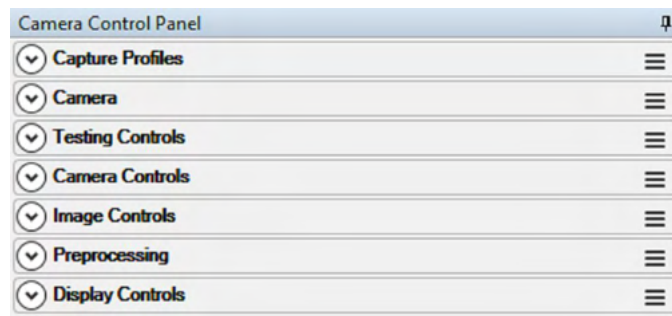 Camera Control Panel
Capture Profiles
Camera
Testing Controls
Camera Controls
Image Controls
Preprocessing
Display Controls